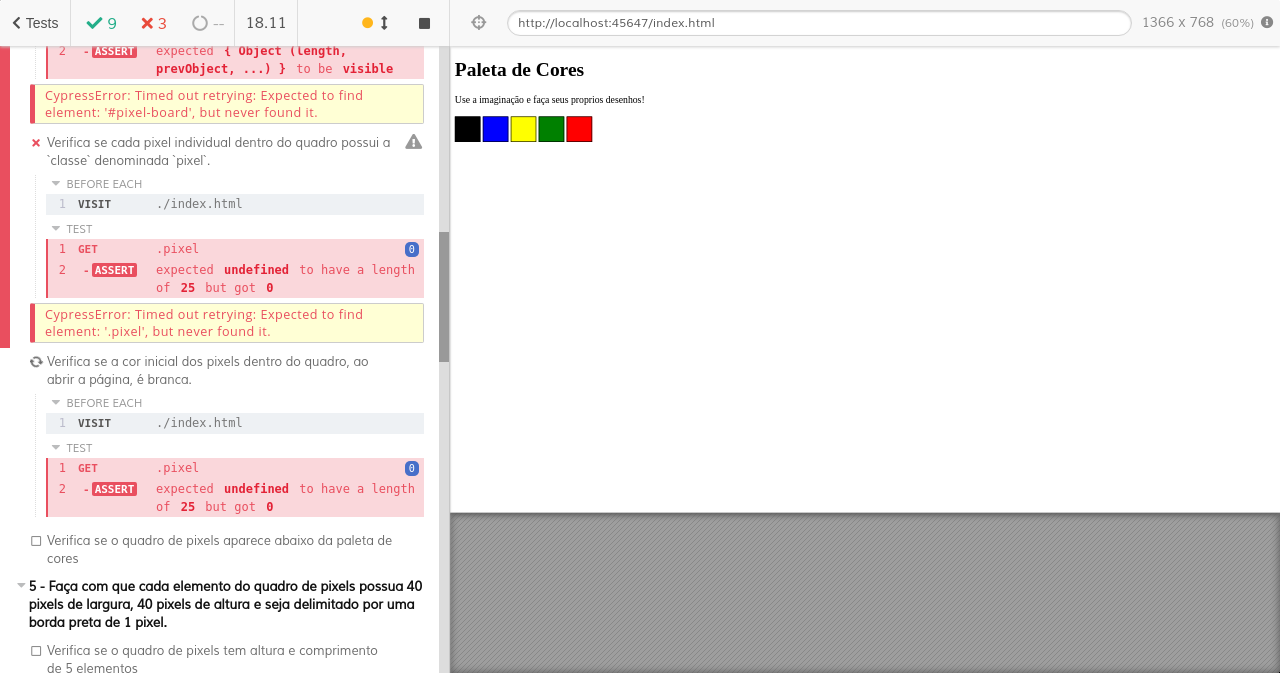 Tests 9 3 -- 18.11
http://localhost:45647/index.html 1366 x 768 (60%)
2 -ASSERT expected { Object (length,
prevObject, ...) } to be visible
CypressError: Timed out retrying: Expected to find
element: '#pixel-board', but never found it.
Verifica se cada pixel individual dentro do quadro possui a
`classe` denominada `pixel`.
BEFORE EACH
1 VISIT ./index.html
TEST
1 GET .pixel 0
2 -ASSERT expected undefined to have a length
of 25 but got 0
CypressError: Timed out retrying: Expected to find
element: '.pixel', but never found it.
Verifica se a cor inicial dos pixels dentro do quadro, ao
abrir a página, é branca.
BEFORE EACH
1 VISIT ./index.html
TEST
1 GET .pixel 0
2 -ASSERT expected undefined to have a length
of 25 but got 0
Verifica se o quadro de pixels aparece abaixo da paleta de
cores
5 - Faça com que cada elemento do quadro de pixels possua 40
pixels de largura, 40 pixels de altura e seja delimitado por uma
borda preta de 1 pixel.
Verifica se o quadro de pixels tem altura e comprimento
de 5 elementos
Paleta de Cores
Use a imaginação e faça seus proprios desenhos!